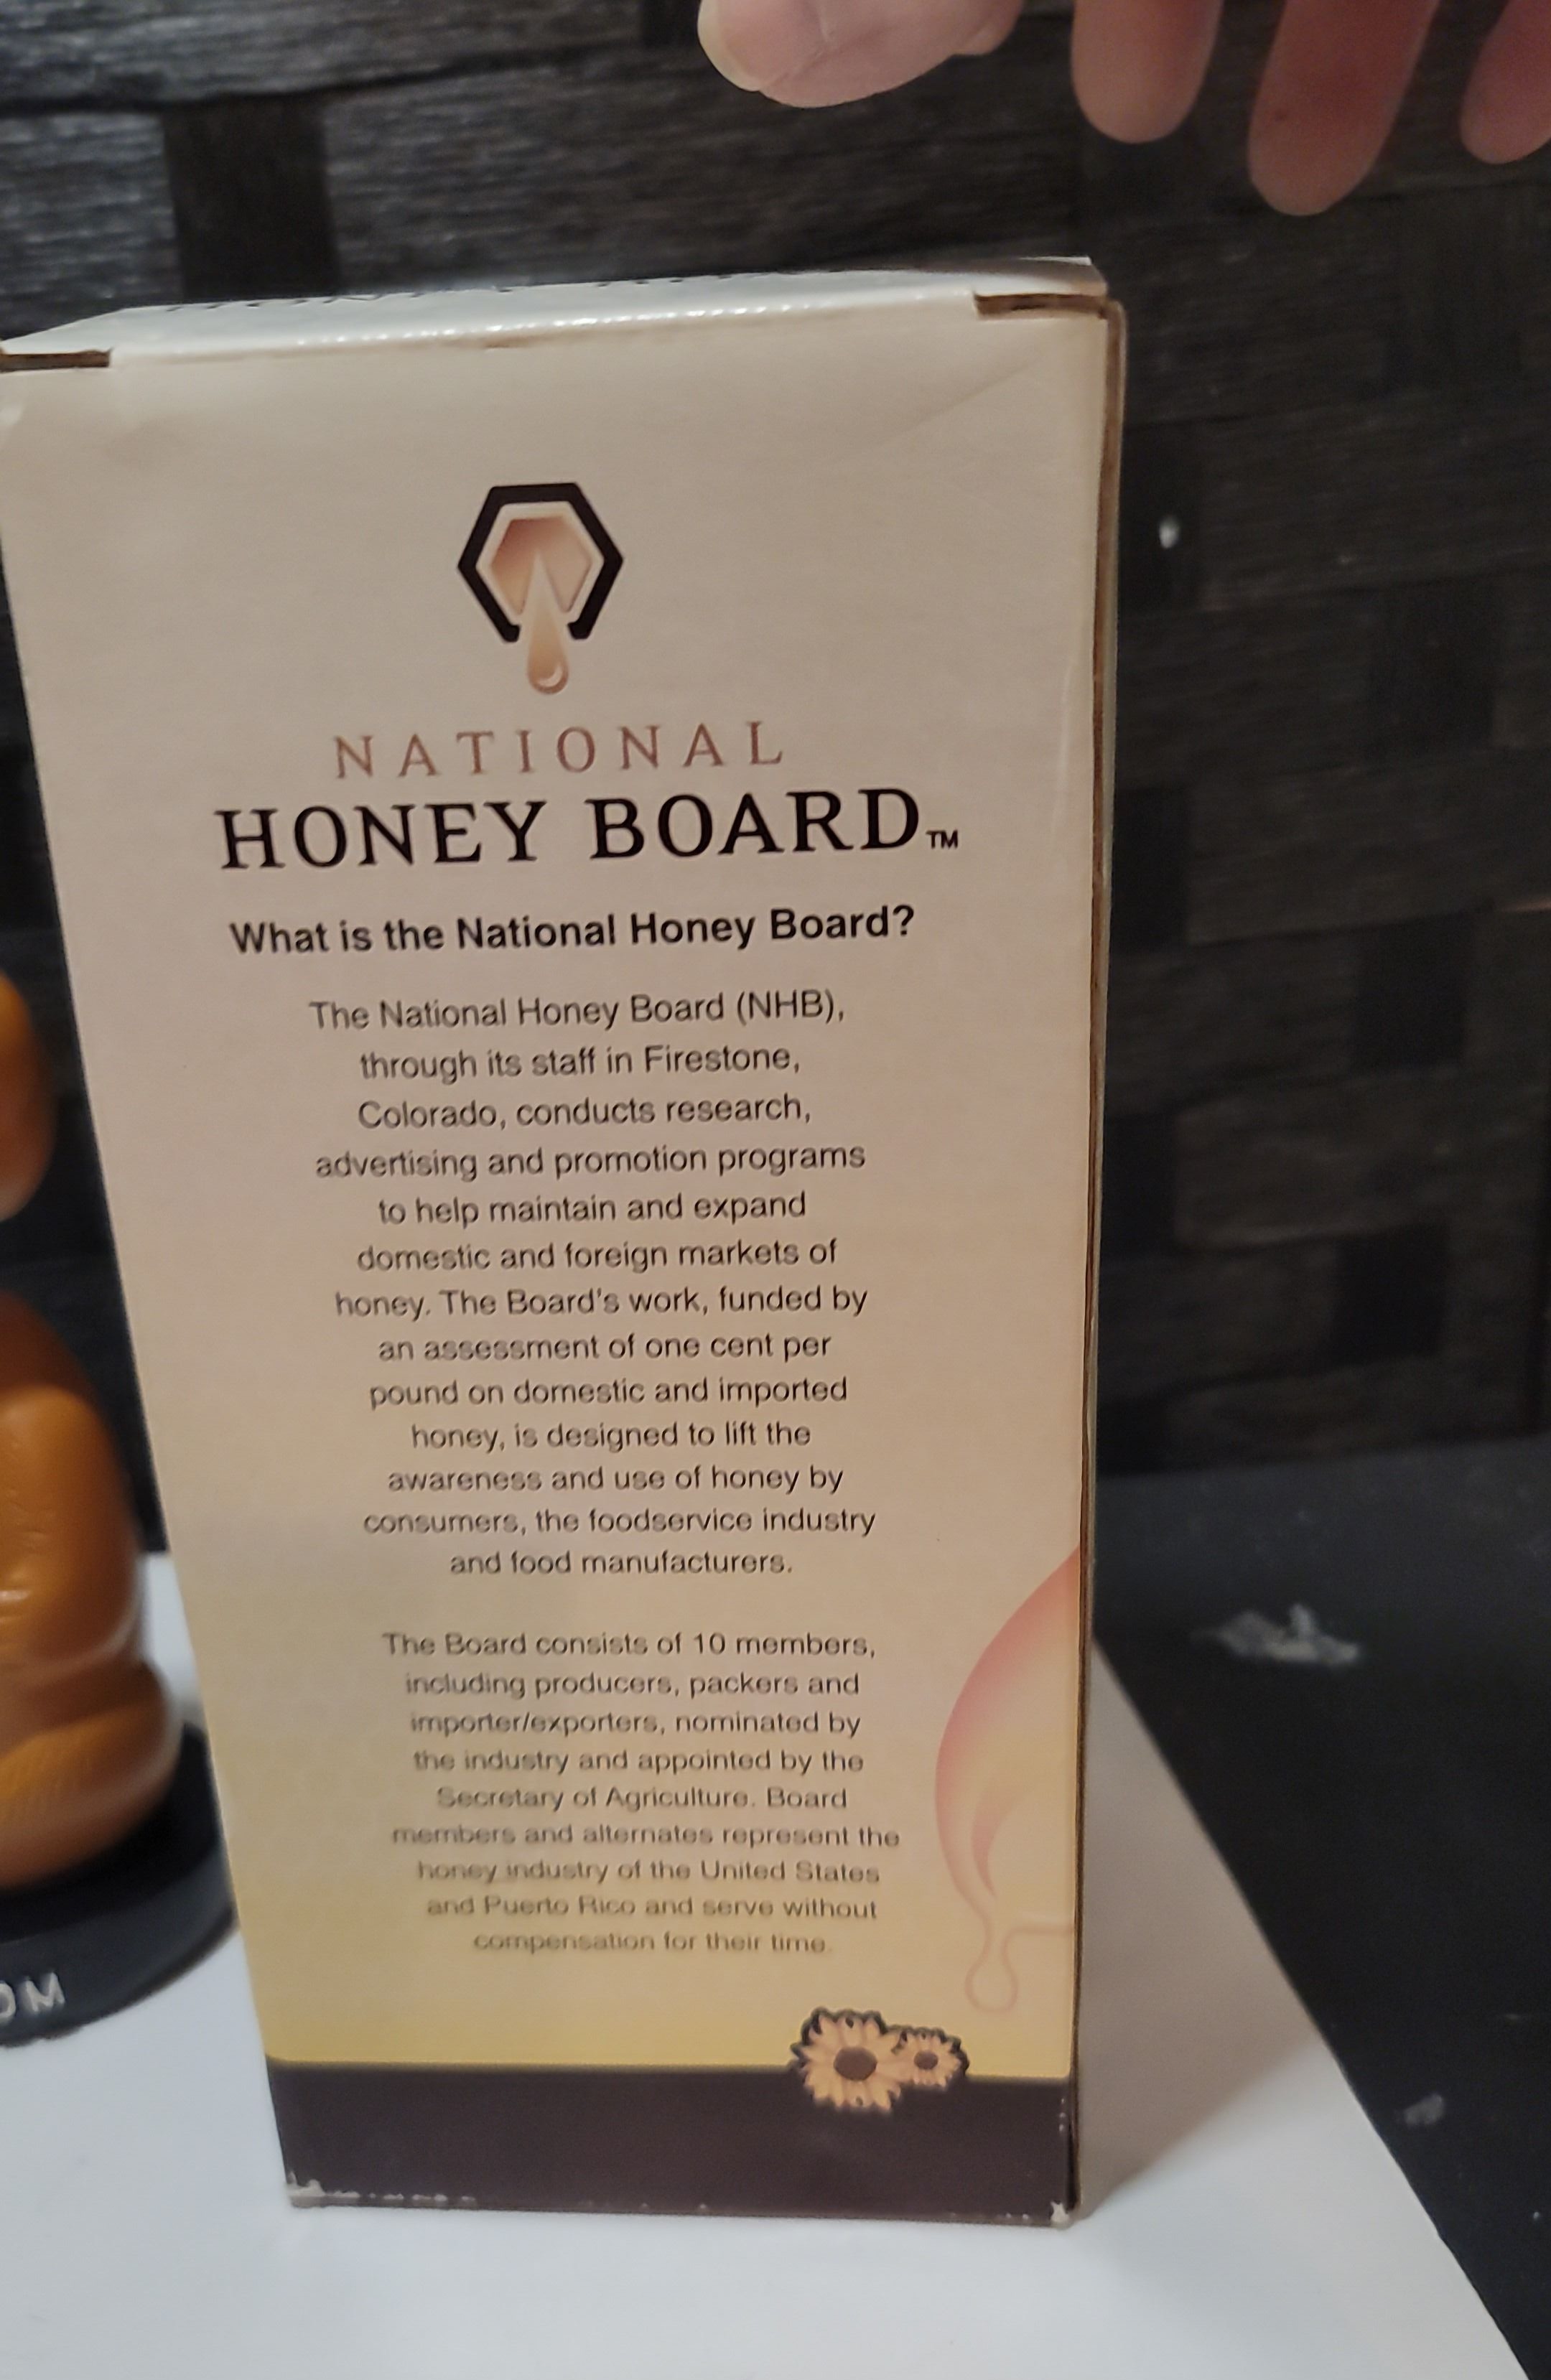 NATIONAL
HONEY BOARD™
What is the National Honey Board?
The National Honey Board (NHB),
through its staff in Firestone,
Colorado, conducts research,
advertising and promotion programs
to help maintain and expand
domestic and foreign markets of
honey. The Board's work, funded by
an assessment of one cent per
pound on domestic and imported
honey, is designed to lift the
awareness and use of honey by
consumers, the foodservice industry
and food manufacturers.
The Board consists of 10 members,
including producers, packers and
importer/exporters, nominated by
the industry and appointed by the
Secretary of Agriculture. Board
members and alternates represent the
honey industry of the United States
and Puerto Rico and serve without
compensation for their time.
OM